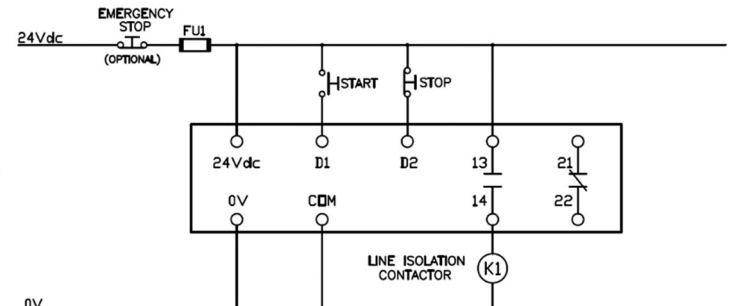 EMERGENCY
STOP
FU1
24Vdc
(OPTIONAL)
START
STOP
24Vdc
D1
D2
13
21
0V
COM
14
22
LINE ISOLATION
CONTACTOR
K1
0V